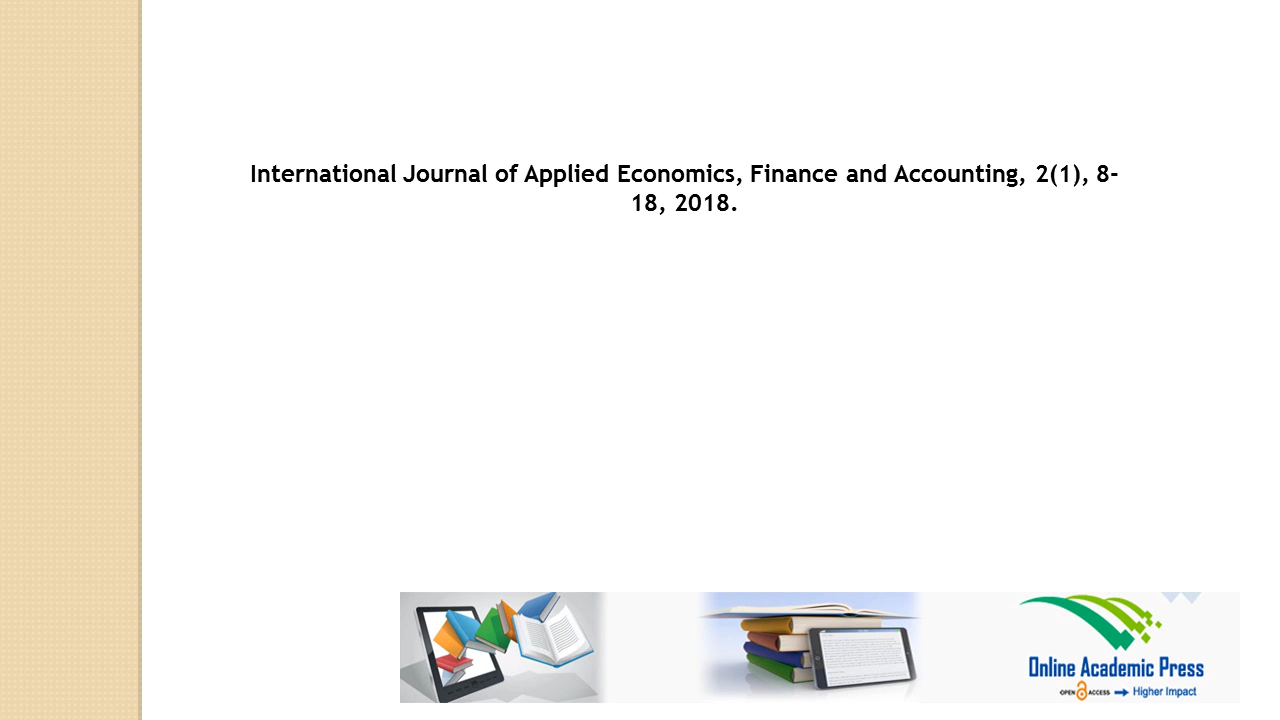 International Journal of Applied Economics, Finance and Accounting, 2(1), 8-
18, 2018.
Online Academic Press
OPEN ACCESS Higher Impact